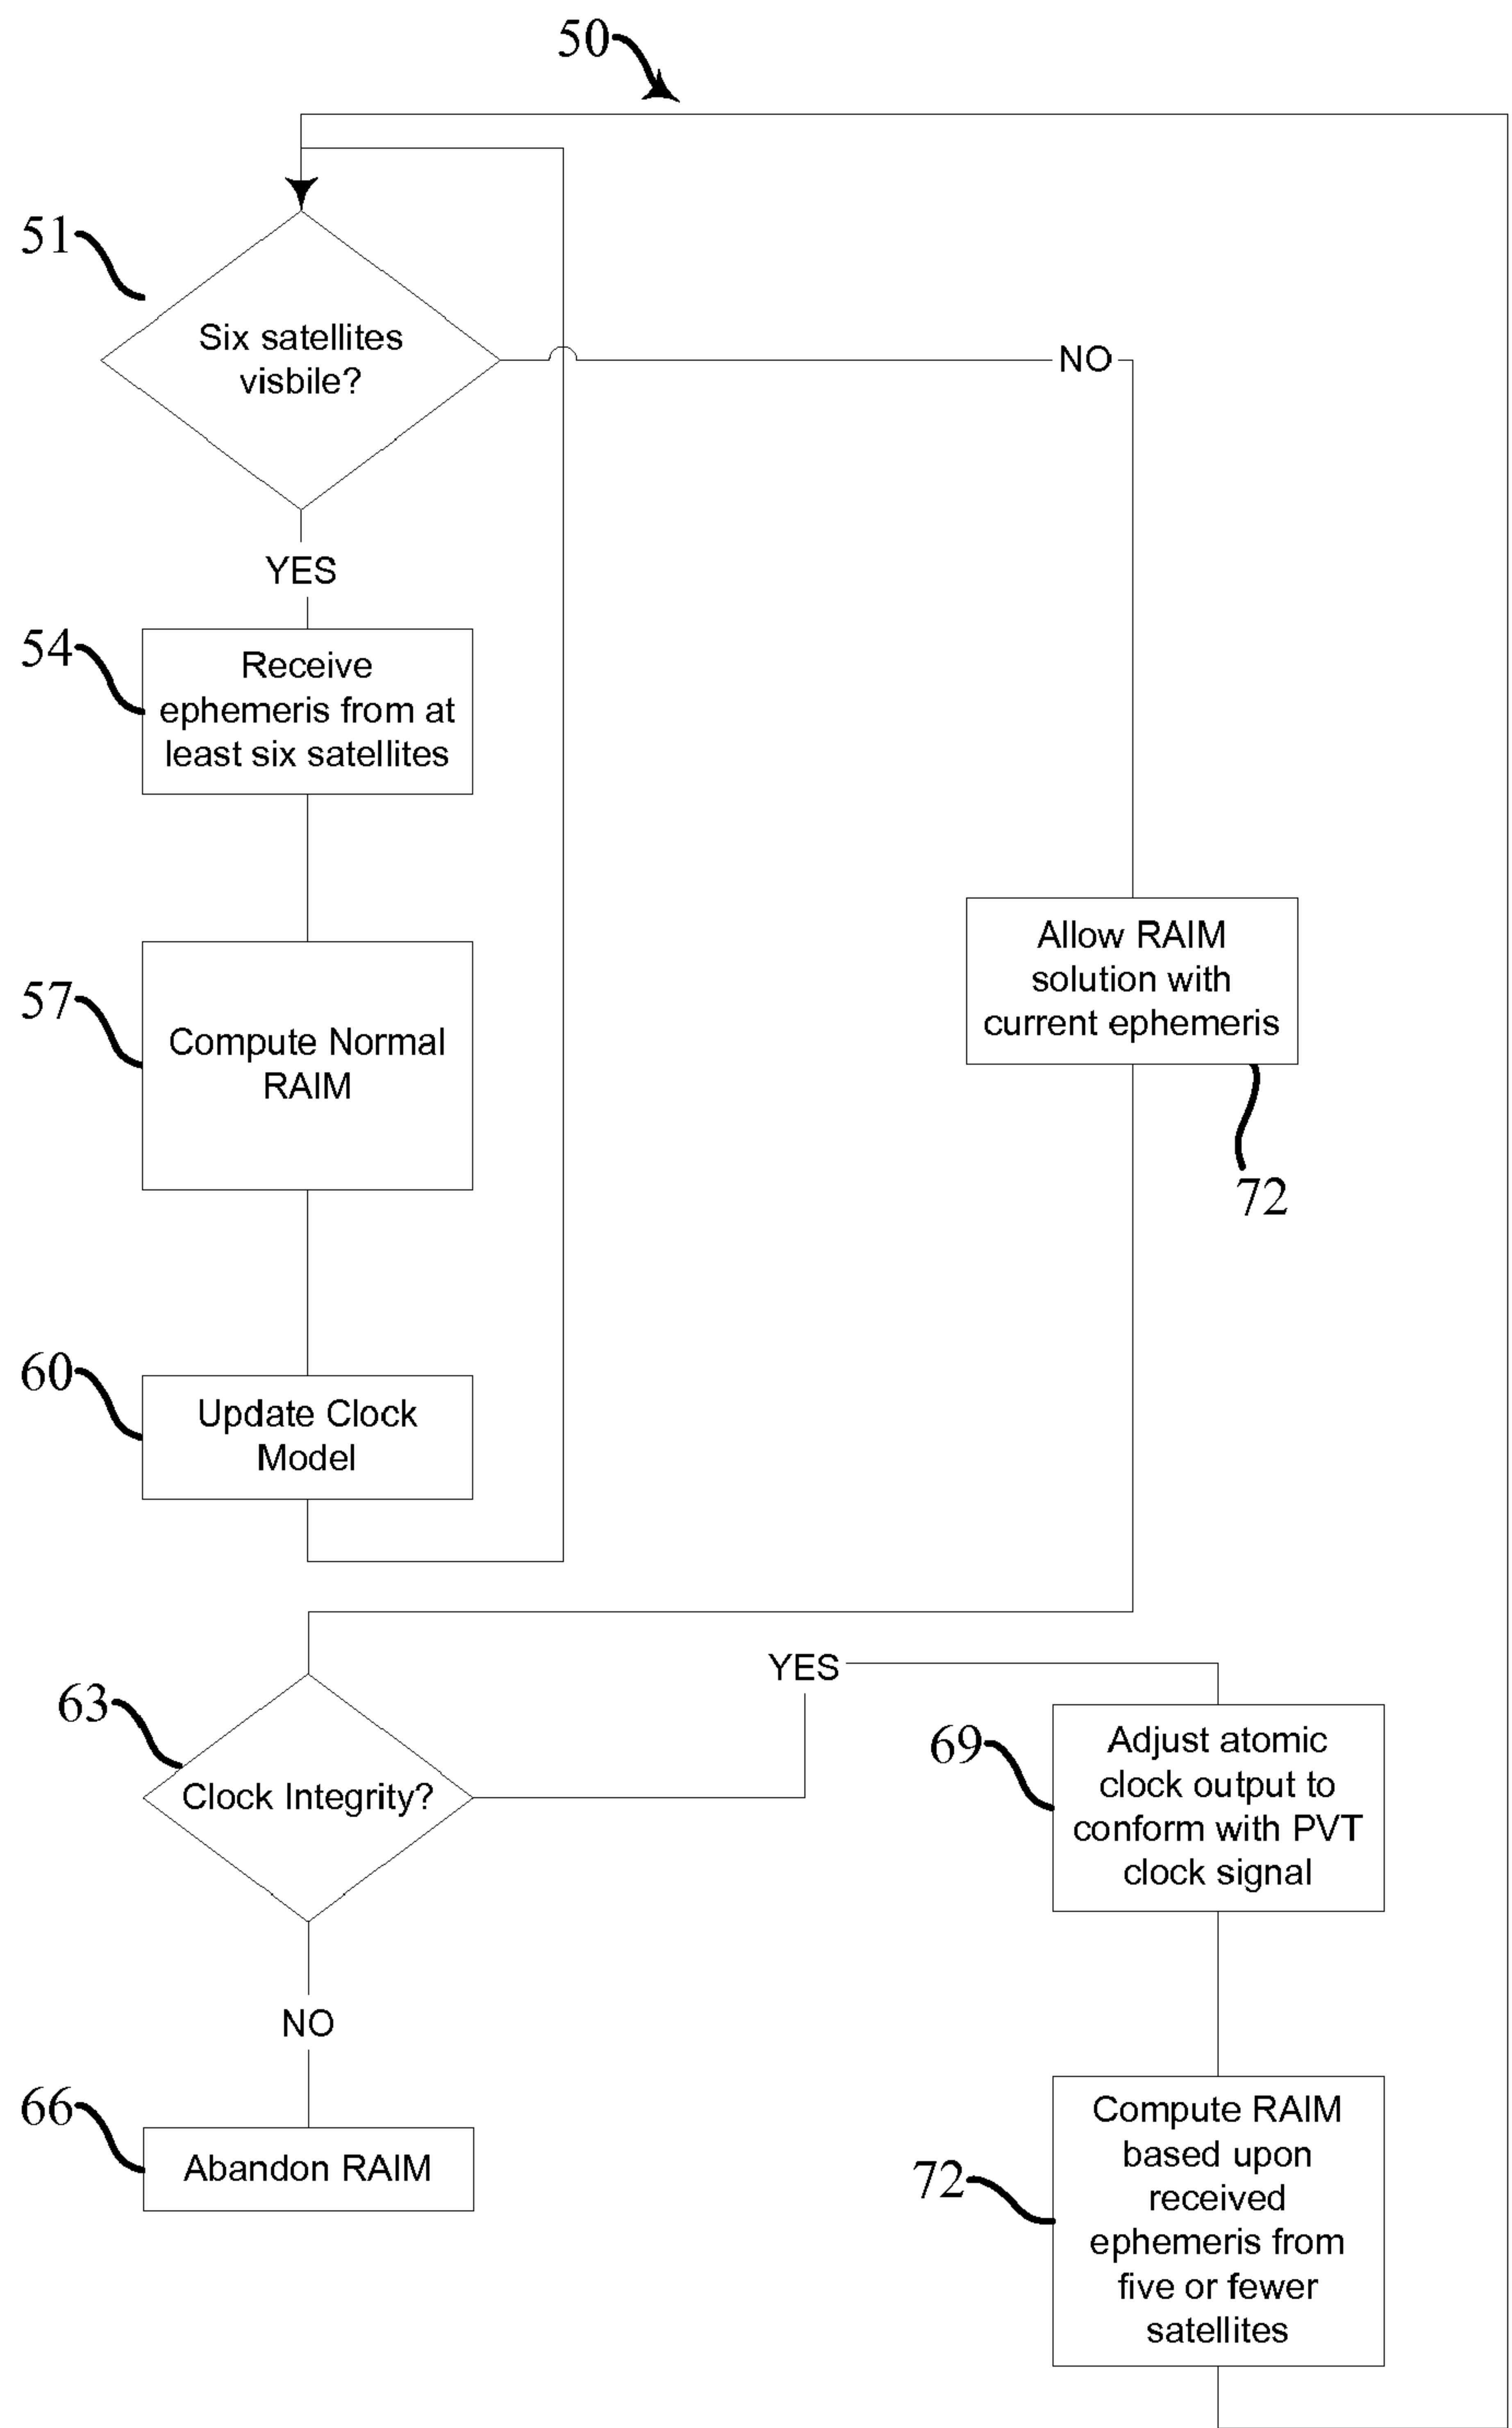 50
51
Six satellites
visbile?
NO
YES
54
Receive
ephemeris from at
least six satellites
Allow RAIM
solution with
current ephemeris
72
57
Compute Normal
RAIM
60
Update Clock
Model
63
Clock Integrity?
YES
69
Adjust atomic
clock output to
conform with PVT
clock signal
NO
66
Abandon RAIM
72
Compute RAIM
based upon
received
ephemeris from
five or fewer
satellites